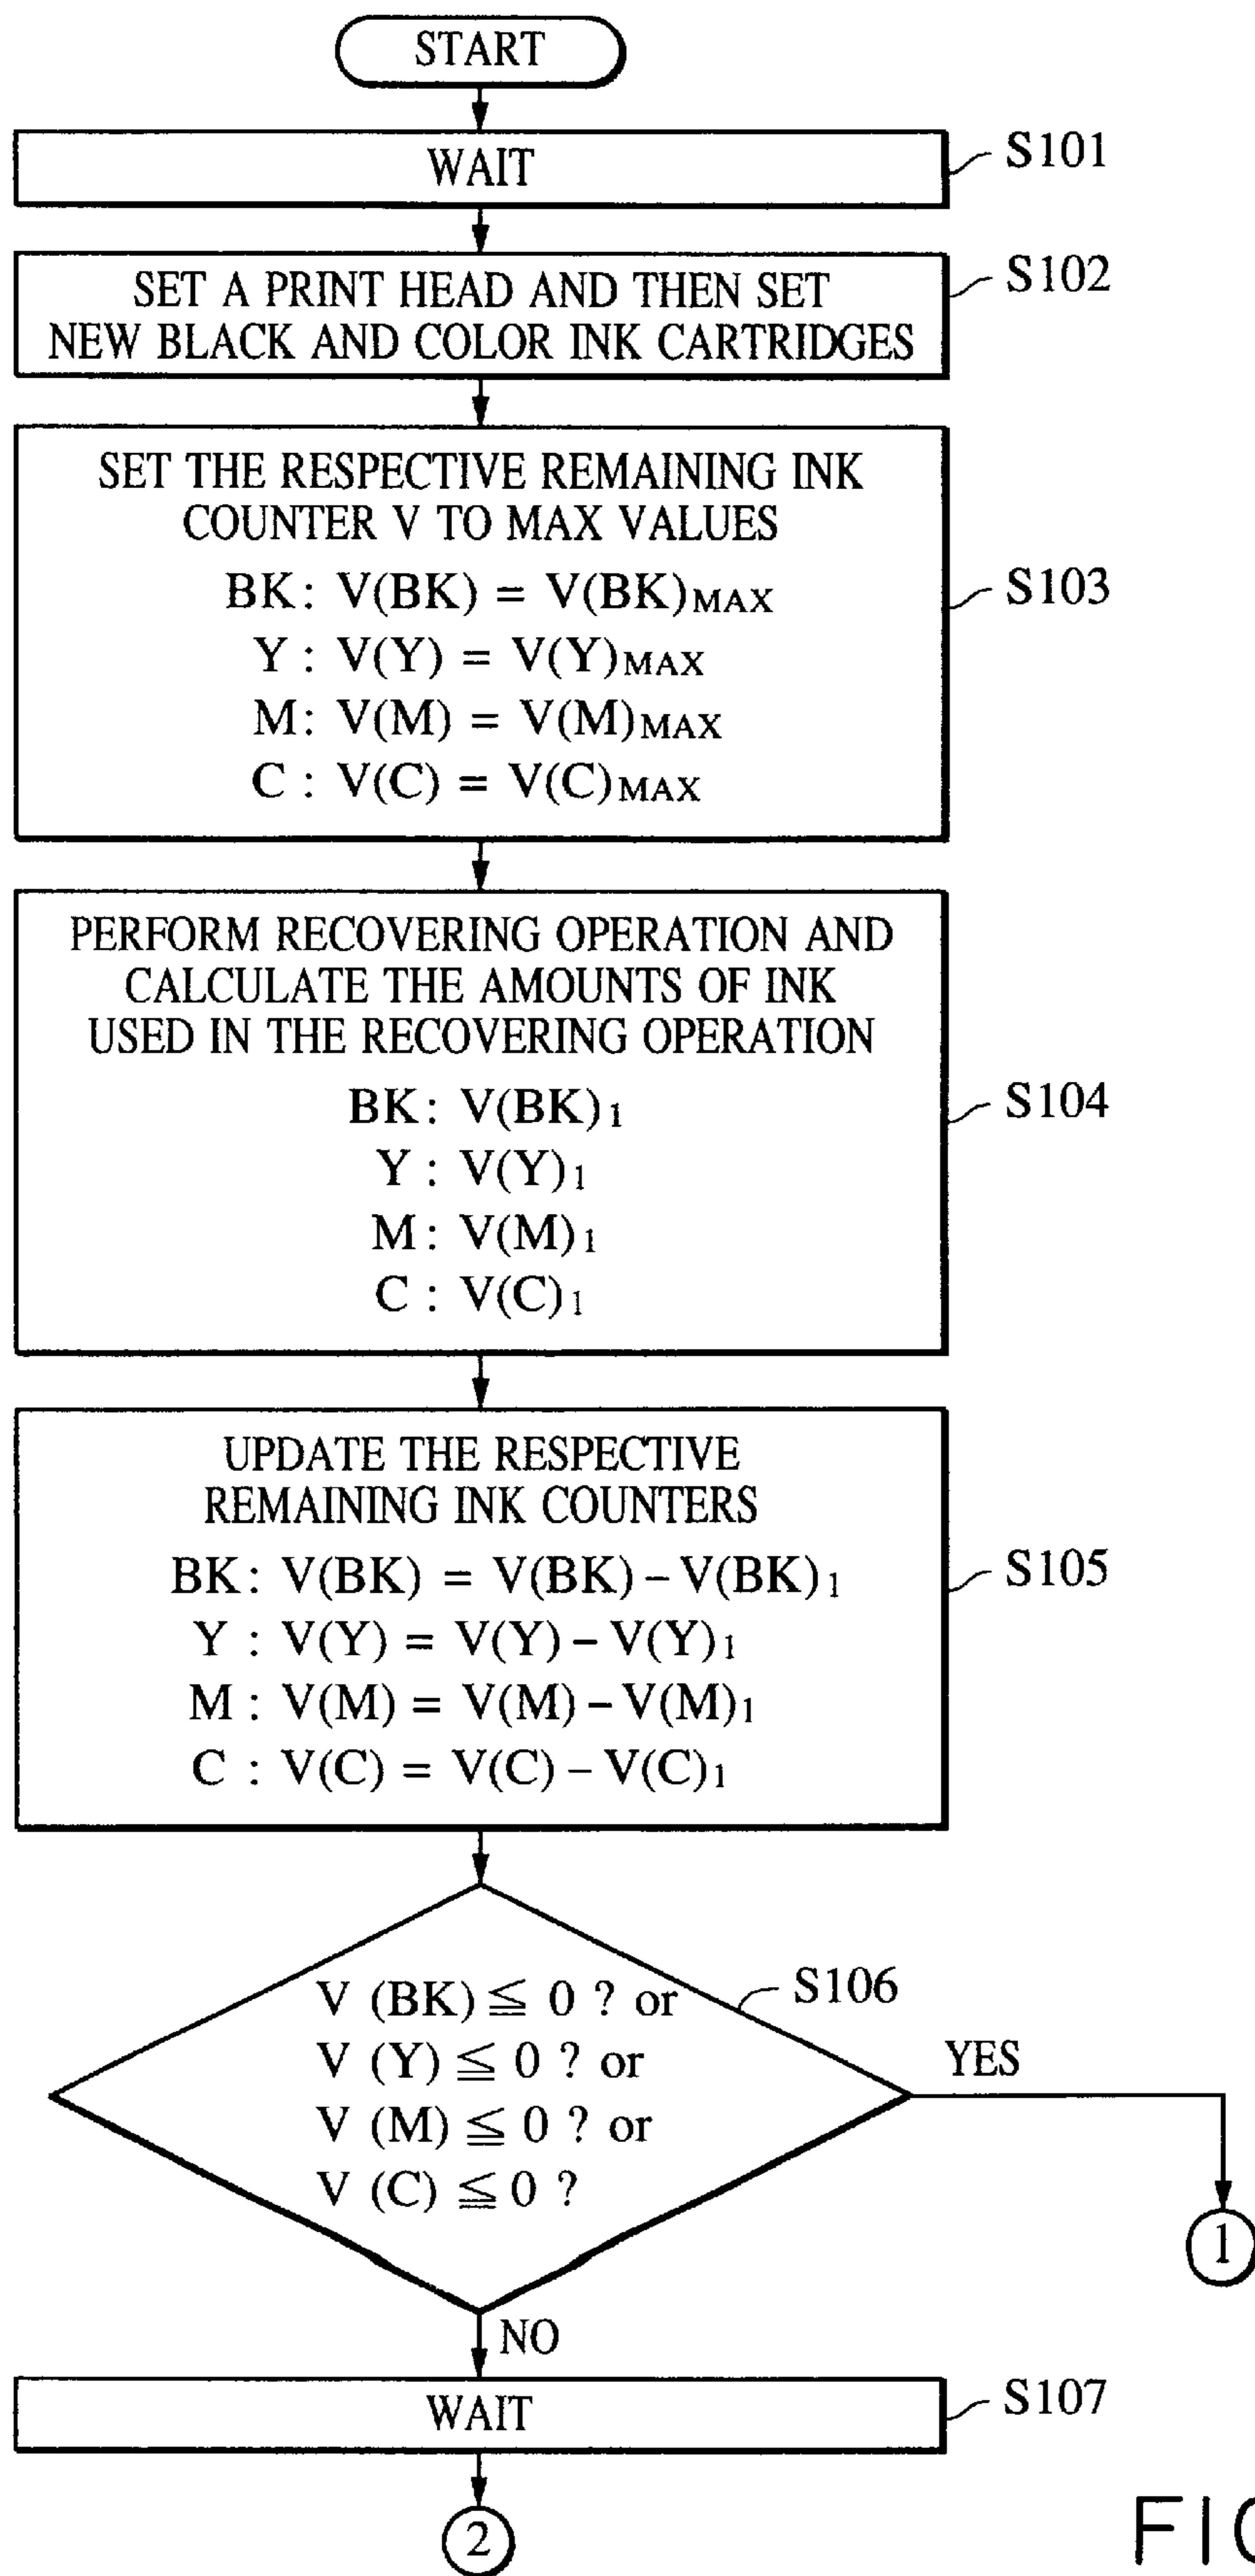 START
WAIT
S101
SET A PRINT HEAD AND THEN SET
NEW BLACK AND COLOR INK CARTRIDGES
S102
SET THE RESPECTIVE REMAINING INK
COUNTER V TO MAX VALUES
BK: V(BK) = V(BK)MAX
Y : V(Y) = V(Y)MAX
M: V(M) = V(M)MAX
C : V(C) = V(C)MAX
S103
PERFORM RECOVERING OPERATION AND
CALCULATE THE AMOUNTS OF INK
USED IN THE RECOVERING OPERATION
BK: V(BK)1
Y : V(Y)1
M : V(M)1
C : V(C)1
S104
UPDATE THE RESPECTIVE
REMAINING INK COUNTERS
BK: V(BK) = V(BK) – V(BK)1
Y : V(Y) = V(Y) – V(Y)1
M : V(M) = V(M) – V(M)1
C : V(C) = V(C) – V(C)1
S105
V (BK) ≦ 0 ? or
V (Y) ≦ 0 ? or
V (M) ≦ 0 ? or
V (C) ≦ 0 ?
S106
YES
1
NO
WAIT
S107
2